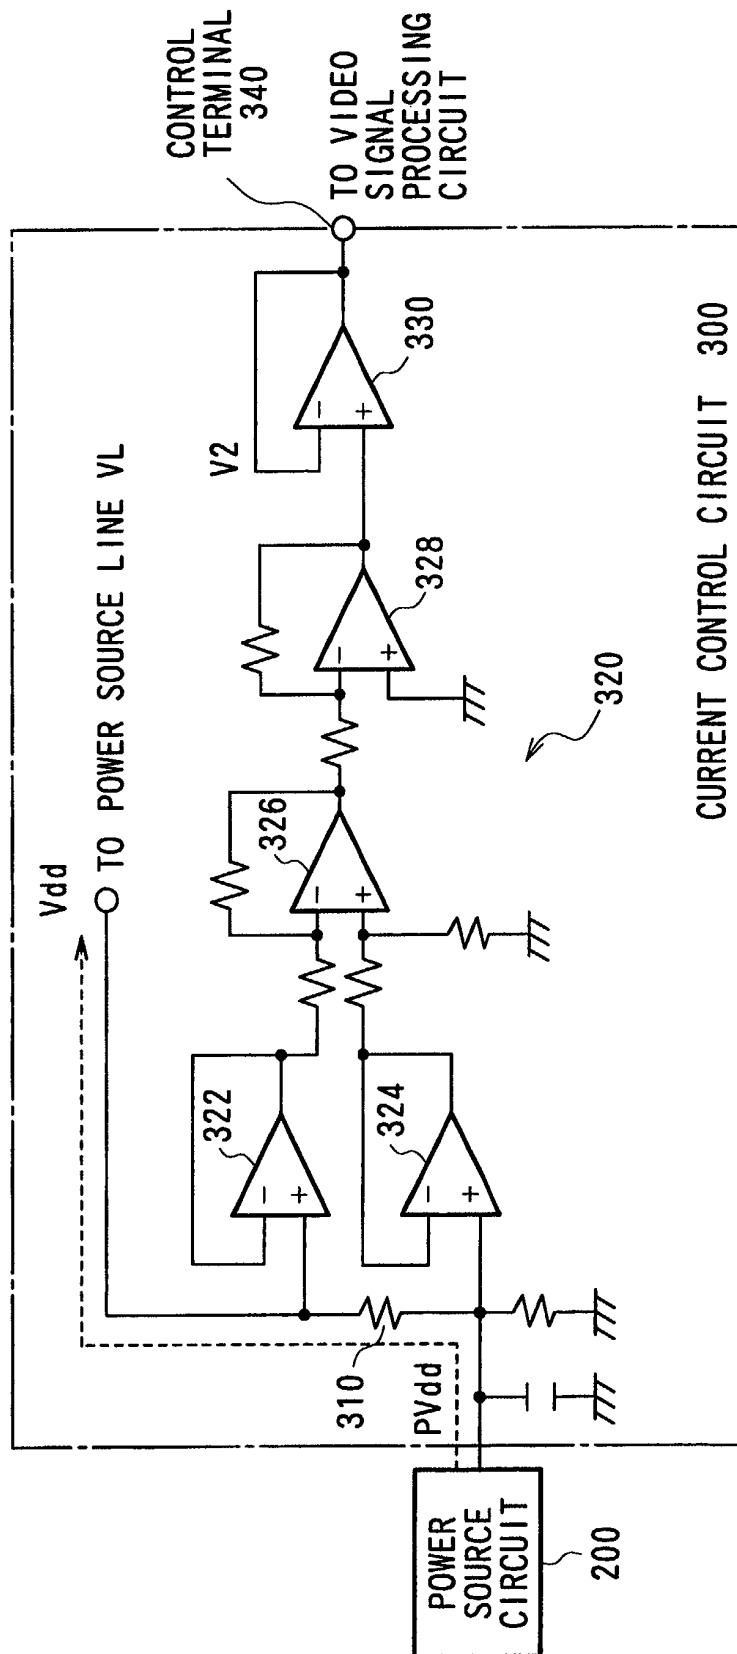 CONTROL
TERMINAL
340
TO VIDEO
SIGNAL
PROCESSING
CIRCUIT
Vdd
TO POWER SOURCE LINE VL
V2
330
328
326
322
324
320
310
PVdd
POWER
SOURCE
CIRCUIT
200
− +
− +
− +
− +
− +
CURRENT CONTROL CIRCUIT 300